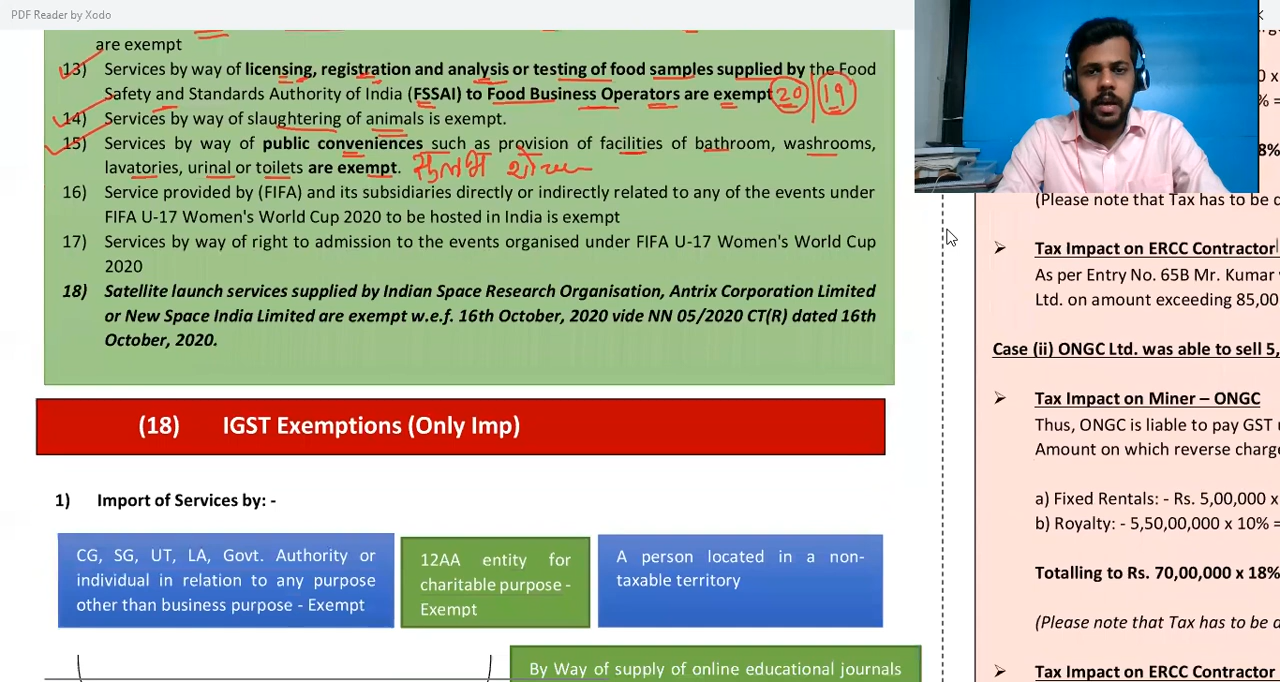 PDF Reader by Xodo
are exempt
13) Services by way of licensing, registration and analysis or testing of food samples supplied by the Food
Safety and Standards Authority of India (FSSAI) to Food Business Operators are exempt 20 19
14) Services by way of slaughtering of animals is exempt.
15) Services by way of public conveniences such as provision of facilities of bathroom, washrooms,
lavatories, urinal or toilets are exempt.
16) Service provided by (FIFA) and its subsidiaries directly or indirectly related to any of the events under
FIFA U-17 Women's World Cup 2020 to be hosted in India is exempt
17) Services by way of right to admission to the events organised under FIFA U-17 Women's World Cup
2020
18) Satellite launch services supplied by Indian Space Research Organisation, Antrix Corporation Limited
or New Space India Limited are exempt w.e.f. 16th October, 2020 vide NN 05/2020 CT(R) dated 16th
October, 2020.
(18) IGST Exemptions (Only Imp)
1) Import of Services by: -
CG, SG, UT, LA, Govt. Authority or
individual in relation to any purpose
other than business purpose - Exempt
12AA entity for
charitable purpose -
Exempt
A person located in a non-
taxable territory
By Way of supply of online educational journals
8%
(Please note that Tax has to be d
Tax Impact on ERCC Contractor
As per Entry No. 65B Mr. Kumar
Ltd. on amount exceeding 85,00
Case (ii) ONGC Ltd. was able to sell 5,
Tax Impact on Miner – ONGC
Thus, ONGC is liable to pay GST
Amount on which reverse charge
a) Fixed Rentals: - Rs. 5,00,000 x
b) Royalty: - 5,50,00,000 x 10% =
Totalling to Rs. 70,00,000 x 18%
(Please note that Tax has to be d
Tax Impact on ERCC Contractor